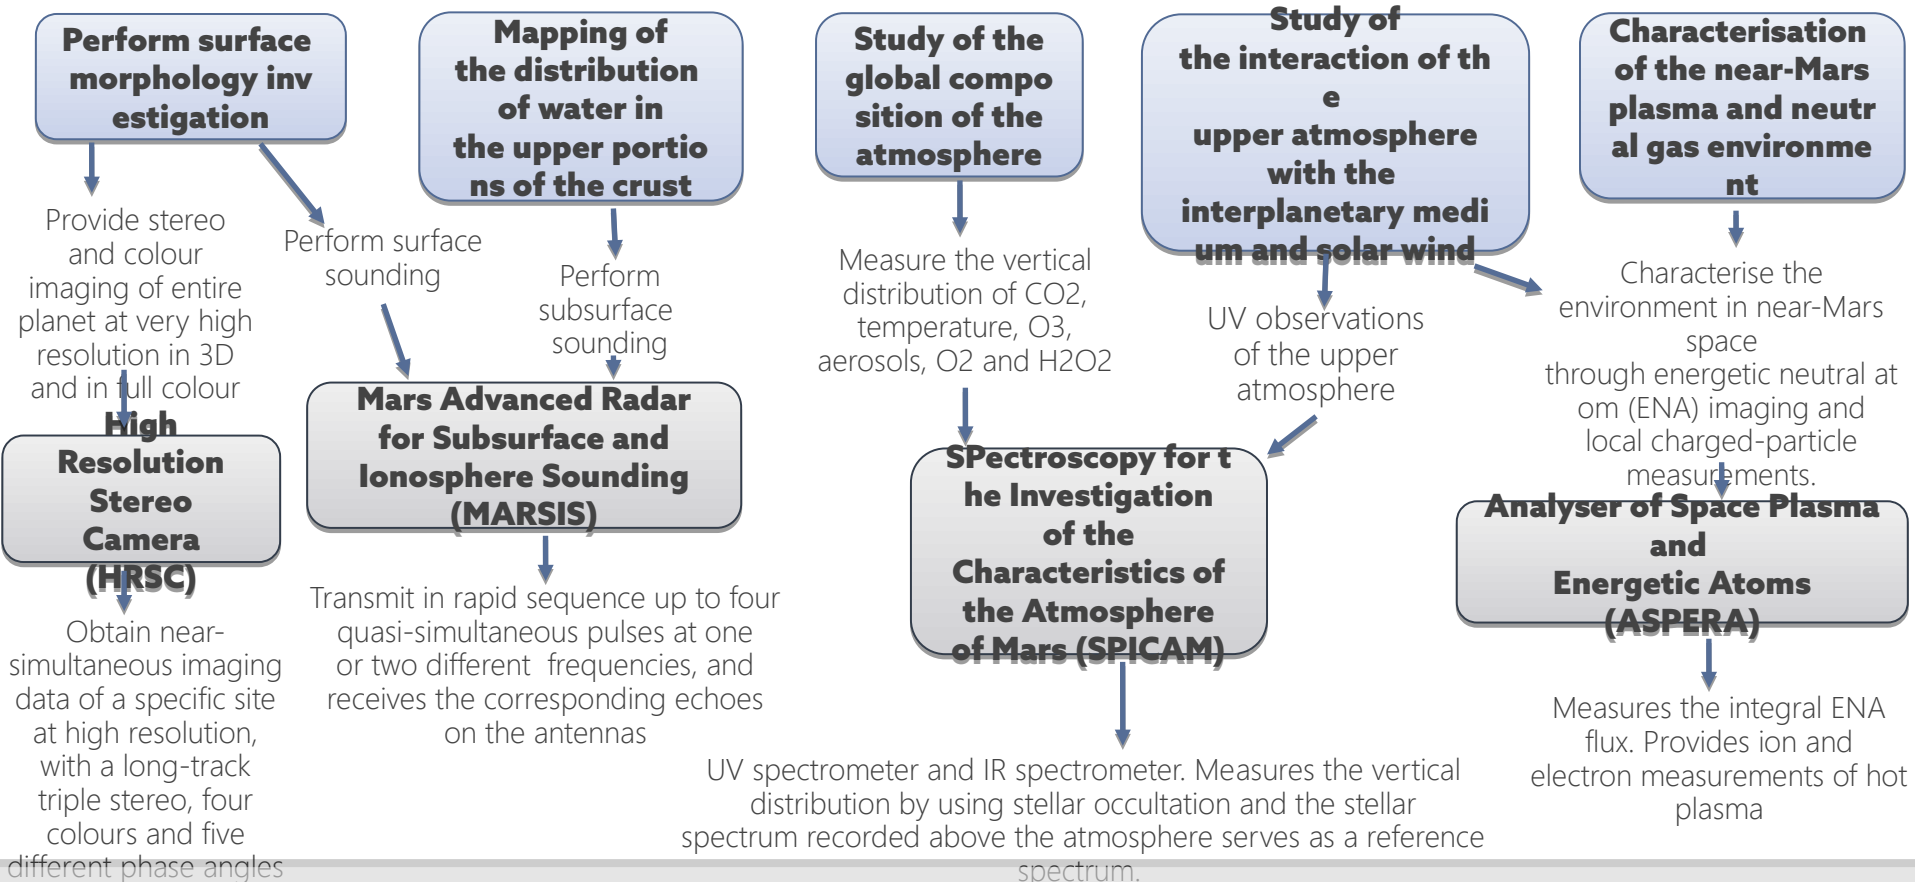 Perform surface
morphology inv
estigation
Mapping of
the distribution
of water in
the upper portio
ns of the crust
Study of the
global compo
sition of the
atmosphere
Study of
the interaction of th
e
upper atmosphere
with the
interplanetary medi
um and solar wind
Characterisation
of the near-Mars
plasma and neutr
al gas environme
nt
Provide stereo
and colour
imaging of entire
planet at very high
resolution in 3D
and in full colour
Perform surface
sounding
Perform
subsurface
sounding
Measure the vertical
distribution of CO2,
temperature, O3,
aerosols, O2 and H2O2
UV observations
of the upper
atmosphere
Characterise the
environment in near-Mars
space
through energetic neutral at
om (ENA) imaging and
local charged-particle
measurements.
High
Resolution
Stereo
Camera
(HRSC)
Mars Advanced Radar
for Subsurface and
Ionosphere Sounding
(MARSIS)
SPectroscopy for t
he Investigation
of the
Characteristics of
the Atmosphere
of Mars (SPICAM)
Analyser of Space Plasma
and
Energetic Atoms
(ASPERA)
Obtain near-
simultaneous imaging
data of a specific site
at high resolution,
with a long-track
triple stereo, four
colours and five
different phase angles
Transmit in rapid sequence up to four
quasi-simultaneous pulses at one
or two different frequencies, and
receives the corresponding echoes
on the antennas
UV spectrometer and IR spectrometer. Measures the vertical
distribution by using stellar occultation and the stellar
spectrum recorded above the atmosphere serves as a reference
spectrum.
Measures the integral ENA
flux. Provides ion and
electron measurements of hot
plasma